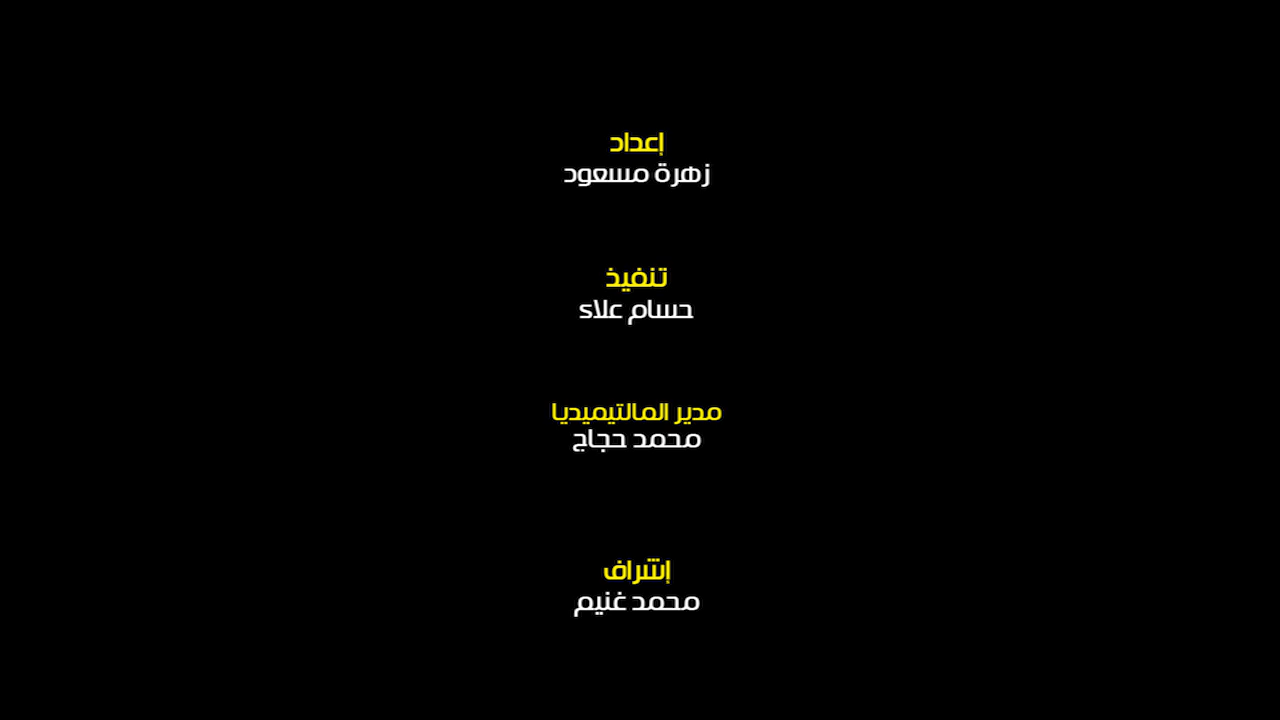 إعداد
زهرة مسعود
تنفيذ
حسام علاء
مدير المالتيميديا
محمد حجاج
إشراف
محمد غنيم